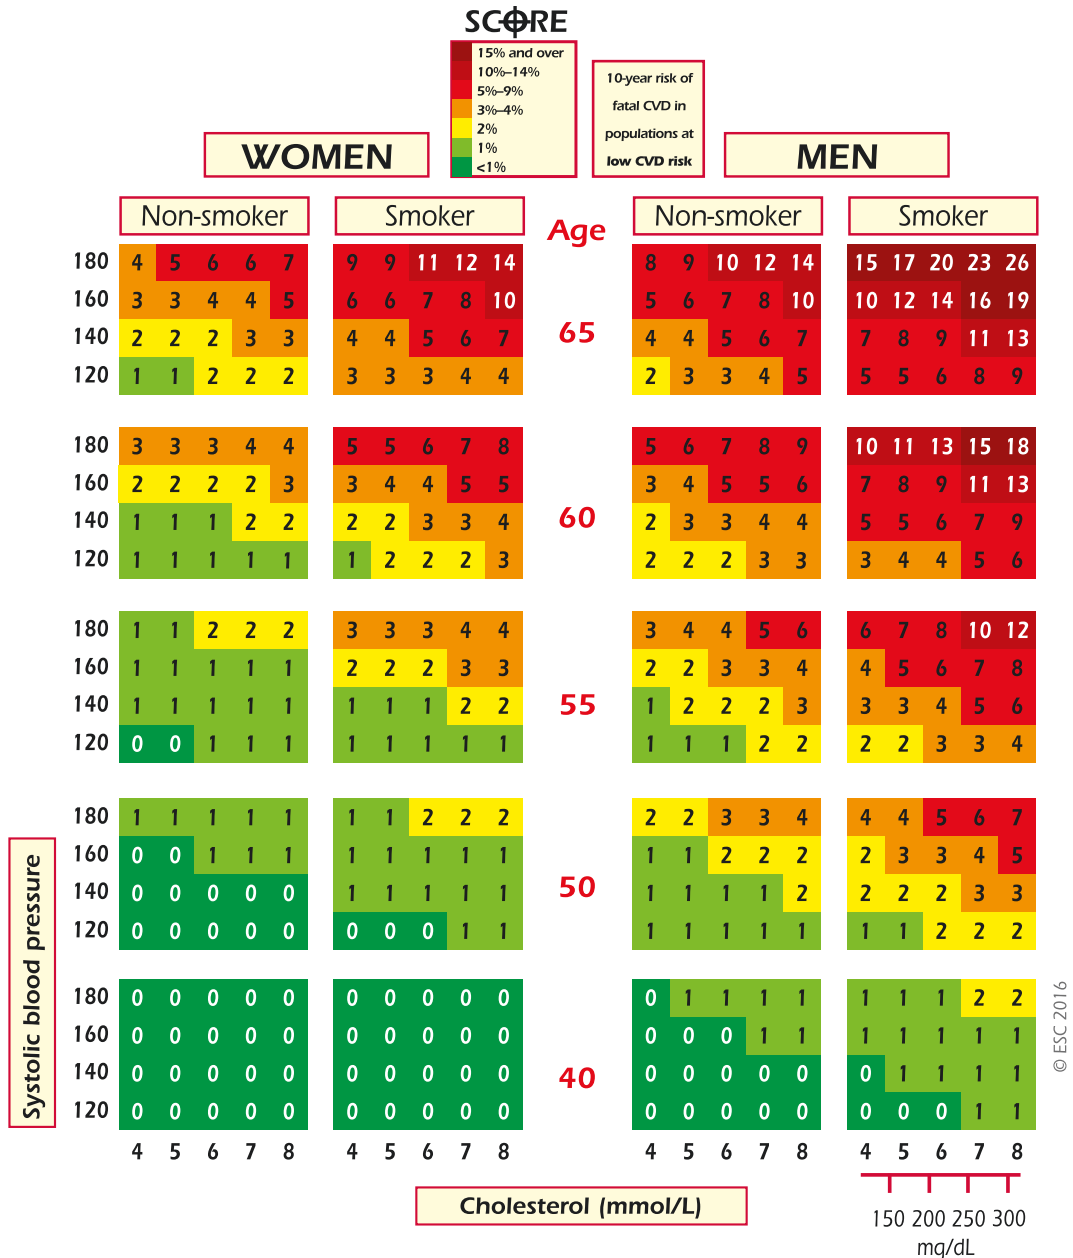 SCORE
15% and over
10%–14%
5%–9%
3%–4%
2%
1%
<1%
10-year risk of
fatal CVD in
populations at
low CVD risk
WOMEN
MEN
Non-smoker Smoker Age Non-smoker Smoker
180 4 5 6 6 7 9 9 11 12 14 8 9 10 12 14 15 17 20 23 26
160 3 3 4 4 5 6 6 7 8 10 5 6 7 8 10 10 12 14 16 19
65
140 2 2 2 3 3 4 4 5 6 7 4 4 5 6 7 7 8 9 11 13
120 1 1 2 2 2 3 3 3 4 4 2 3 3 4 5 5 5 6 8 9
180 3 3 3 4 4 5 5 6 7 8 5 6 7 8 9 10 11 13 15 18
160 2 2 2 2 3 3 4 4 5 5 3 4 5 5 6 7 8 9 11 13
60
140 1 1 1 2 2 2 2 3 3 4 2 3 3 4 4 5 5 6 7 9
120 1 1 1 1 1 1 2 2 2 3 2 2 2 3 3 3 4 4 5 6
180 1 1 2 2 2 3 3 3 4 4 3 4 4 5 6 6 7 8 10 12
160 1 1 1 1 1 2 2 2 3 3 2 2 3 3 4 4 5 6 7 8
55
140 1 1 1 1 1 1 1 1 2 2 1 2 2 2 3 3 3 4 5 6
120 0 0 1 1 1 1 1 1 1 1 1 1 1 2 2 2 2 3 3 4
180 1 1 1 1 1 1 1 2 2 2 2 2 3 3 4 4 4 5 6 7
160 0 0 1 1 1 1 1 1 1 1 1 1 2 2 2 2 3 3 4 5
50
140 0 0 0 0 0 1 1 1 1 1 1 1 1 1 2 2 2 2 3 3
120 0 0 0 0 0 0 0 0 1 1 1 1 1 1 1 1 1 2 2 2
180 0 0 0 0 0 0 0 0 0 0 0 1 1 1 1 1 1 1 2 2
160 0 0 0 0 0 0 0 0 0 0 0 0 0 1 1 1 1 1 1 1
40
140 0 0 0 0 0 0 0 0 0 0 0 0 0 0 0 0 1 1 1 1
120 0 0 0 0 0 0 0 0 0 0 0 0 0 0 0 0 0 0 1 1
4 5 6 7 8 4 5 6 7 8 4 5 6 7 8 4 5 6 7 8
Systolic blood pressure
Cholesterol (mmol/L)
150 200 250 300
mg/dL
© ESC 2016